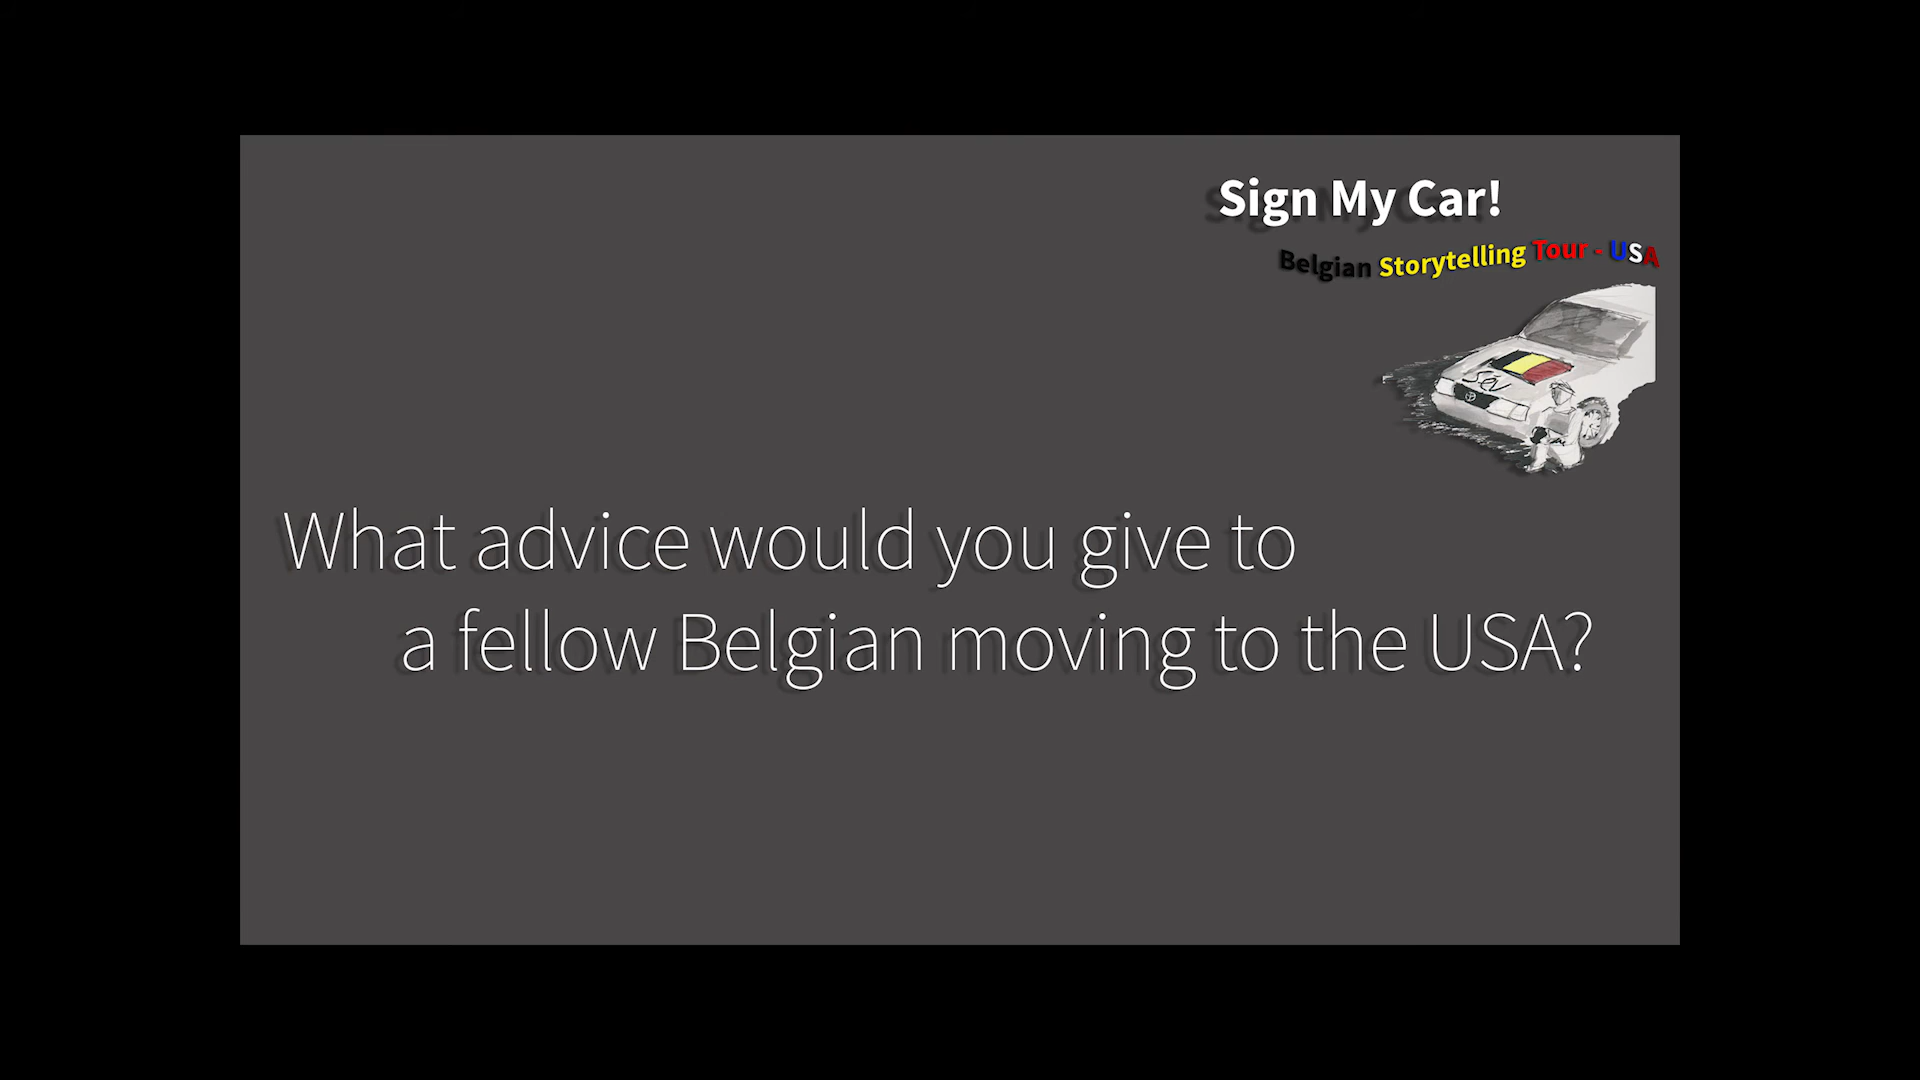 Sign My Car!
Belgian Storytelling Tour - USA
Sév
What advice would you give to
a fellow Belgian moving to the USA?